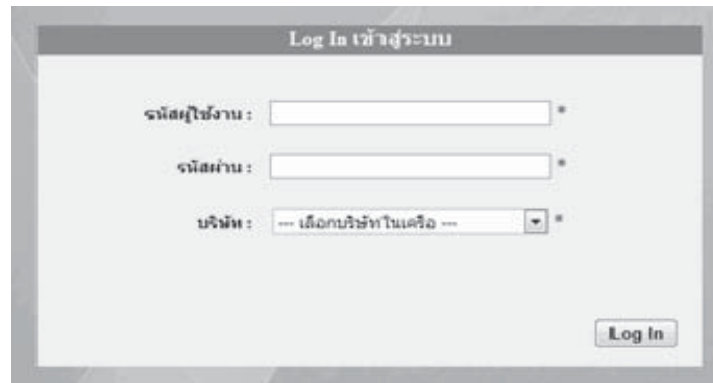 Log In เข้าสู่ระบบ
รหัสผู้ใช้งาน : *
รหัสผ่าน : *
บริษัท : --- เลือกบริษัทในเครือ --- *
Log In